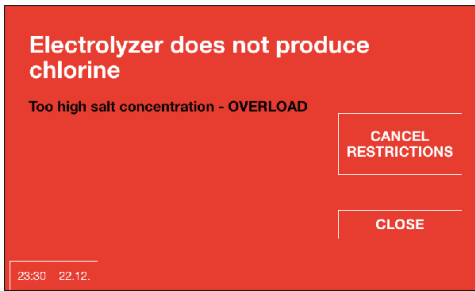 Electrolyzer does not produce
chlorine
Too high salt concentration - OVERLOAD
CANCEL
RESTRICTIONS
CLOSE
23:30 22.12.